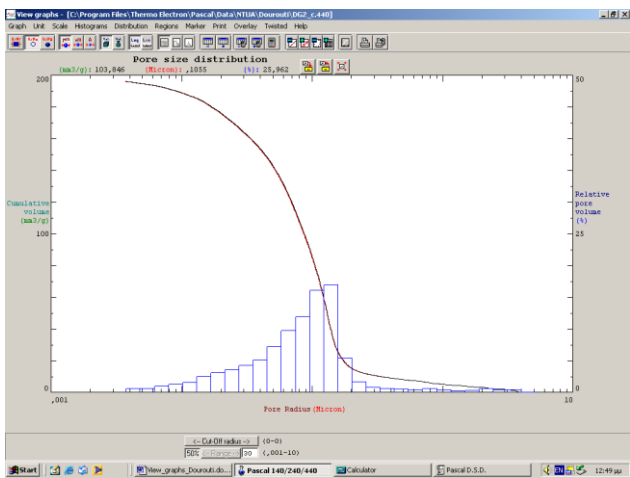 View graphs - [C:\Program Files\Thermo Electron\Pascal\Data\NTUA\Dourouti\DG2_c.440]
Graph Unit Scale Histograms Distribution Regions Marker Print Overlay Twisted Help
Pore size distribution
(mm3/g): 103,846 (Micron): ,1055 (%): 25,962
200
50
Cumulative
volume
(mm3/g)
Relative
pore
volume
(%)
100
25
0
0
,001
10
Pore Radius(Micron)
<- Cut-Off radius -> (0-0)
50% <- Range -> 30 (,001-10)
Start
View_graphs_Dourouti.do...
Pascal 140/240/440
Calculator
Pascal D.S.D.
EN
12:49 μμ